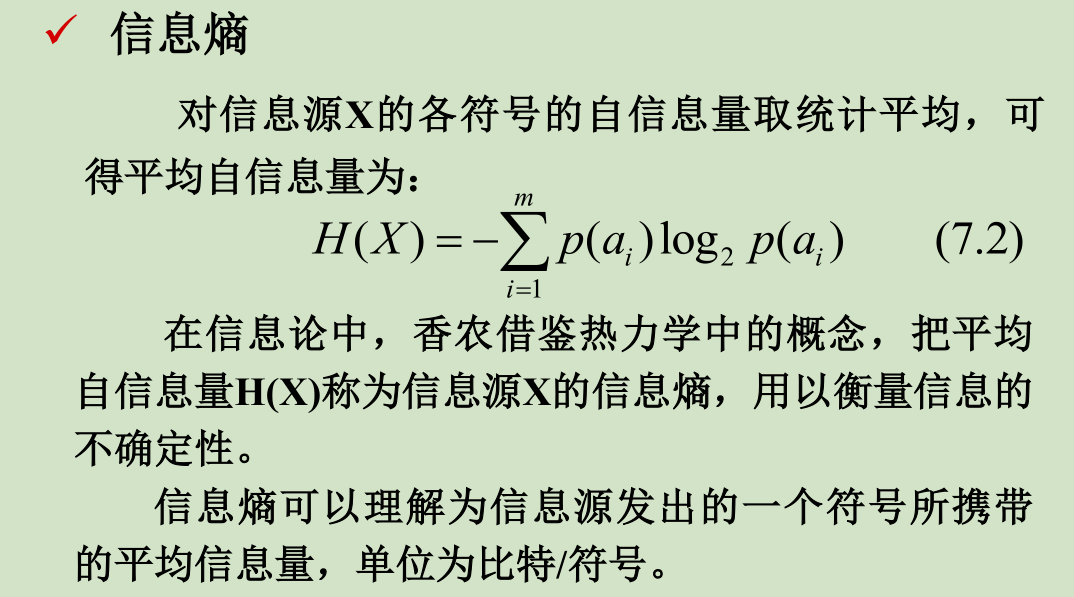 ✓ 信息熵
对信息源X的各符号的自信息量取统计平均，可
得平均自信息量为：
H(X) = −∑_{i=1}^{m} p(a_i) log₂ p(a_i) (7.2)
在信息论中，香农借鉴热力学中的概念，把平均
自信息量H(X)称为信息源X的信息熵，用以衡量信息的
不确定性。
信息熵可以理解为信息源发出的一个符号所携带
的平均信息量，单位为比特/符号。